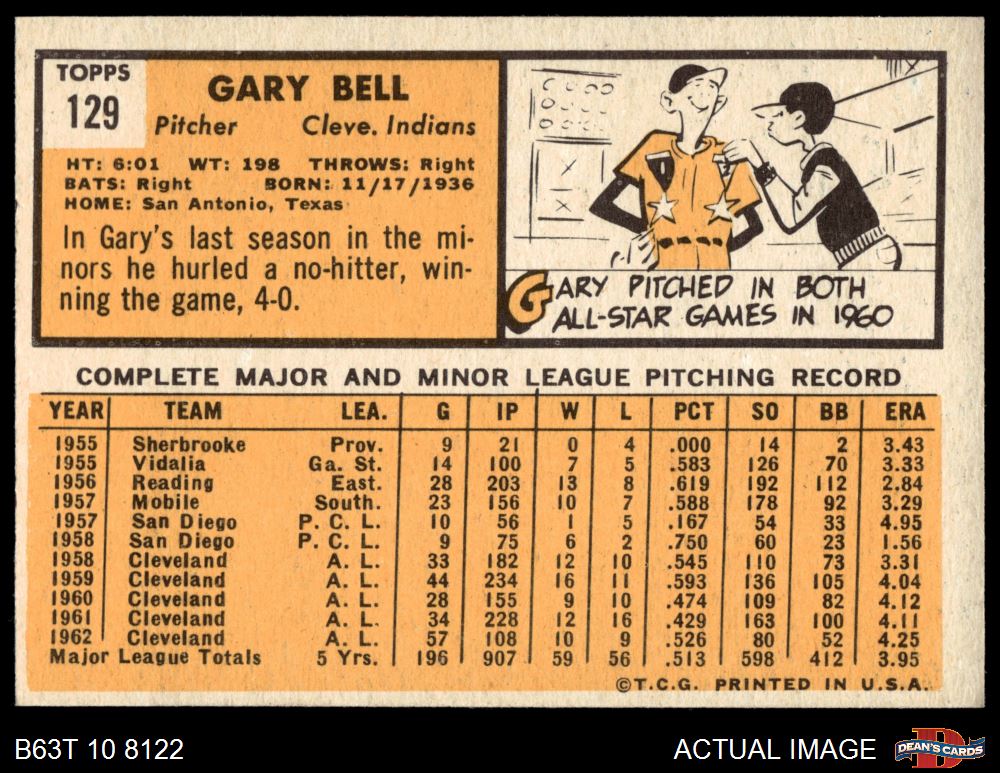 TOPPS
129
GARY BELL
Pitcher Cleve. Indians
HT: 6:01 WT: 198 THROWS: Right
BATS: Right BORN: 11/17/1936
HOME: San Antonio, Texas
In Gary's last season in the mi-
nors he hurled a no-hitter, win-
ning the game, 4-0.
GARY PITCHED IN BOTH
ALL-STAR GAMES IN 1960
COMPLETE MAJOR AND MINOR LEAGUE PITCHING RECORD
YEAR TEAM LEA. G IP W L PCT SO BB ERA
1955 Sherbrooke Prov. 9 21 0 4 .000 14 2 3.43
1955 Vidalia Ga. St. 14 100 7 5 .583 126 70 3.33
1956 Reading East. 28 203 13 8 .619 192 112 2.84
1957 Mobile South. 23 156 10 7 .588 178 92 3.29
1957 San Diego P. C. L. 10 56 1 5 .167 54 33 4.95
1958 San Diego P. C. L. 9 75 6 2 .750 60 23 1.56
1958 Cleveland A. L. 33 182 12 10 .545 110 73 3.31
1959 Cleveland A. L. 44 234 16 11 .593 136 105 4.04
1960 Cleveland A. L. 28 155 9 10 .474 109 82 4.12
1961 Cleveland A. L. 34 228 12 16 .429 163 100 4.11
1962 Cleveland A. L. 57 108 10 9 .526 80 52 4.25
Major League Totals 5 Yrs. 196 907 59 56 .513 598 412 3.95
©T.C.G. PRINTED IN U.S.A.
B63T 10 8122 ACTUAL IMAGE D DEAN'S CARDS